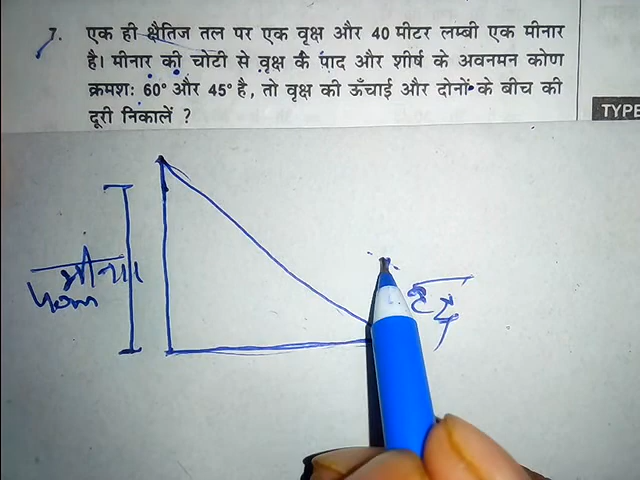 7. एक ही क्षैतिज तल पर एक वृक्ष और 40 मीटर लम्बी एक मीनार
है। मीनार की चोटी से वृक्ष के पाद और शीर्ष के अवनमन कोण
क्रमशः 60° और 45° है, तो वृक्ष की ऊँचाई और दोनों के बीच की
दूरी निकालें ?
TYPE
मीनार
40m